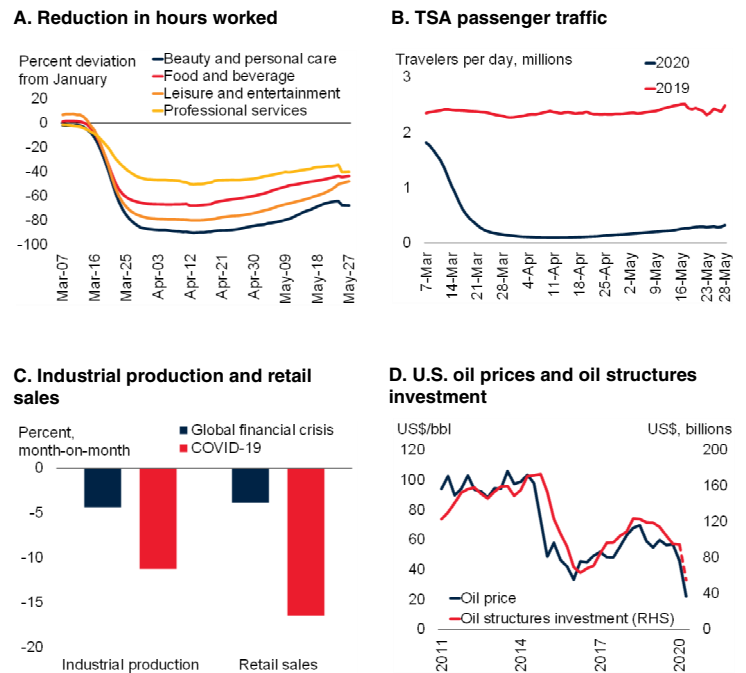 A. Reduction in hours worked
Percent deviation
from January
Beauty and personal care
Food and beverage
Leisure and entertainment
Professional services
20
0
-20
-40
-60
-80
-100
Mar-07
Mar-16
Mar-25
Apr-03
Apr-12
Apr-21
Apr-30
May-09
May-18
May-27
B. TSA passenger traffic
Travelers per day, millions
2020
2019
3
2
1
0
7-Mar
14-Mar
21-Mar
28-Mar
4-Apr
11-Apr
18-Apr
25-Apr
2-May
9-May
16-May
23-May
28-May
C. Industrial production and retail
sales
Percent,
month-on-month
Global financial crisis
COVID-19
0
-5
-10
-15
-20
Industrial production
Retail sales
D. U.S. oil prices and oil structures
investment
US$/bbl
US$, billions
120
100
80
60
40
20
0
200
160
120
80
40
0
Oil price
Oil structures investment (RHS)
2011
2014
2017
2020